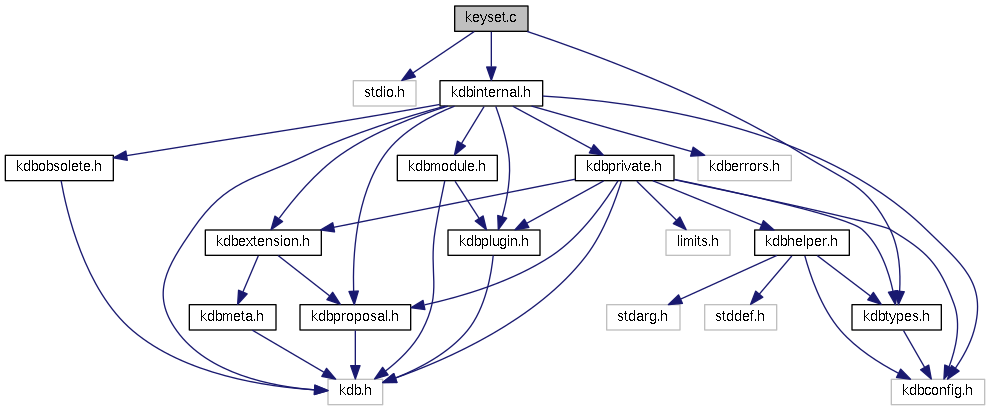 keyset.c
stdio.h
kdbinternal.h
kdbobsolete.h
kdbmodule.h
kdbprivate.h
kdberrors.h
kdbextension.h
kdbplugin.h
limits.h
kdbhelper.h
kdbmeta.h
kdbproposal.h
stdarg.h
stddef.h
kdbtypes.h
kdb.h
kdbconfig.h